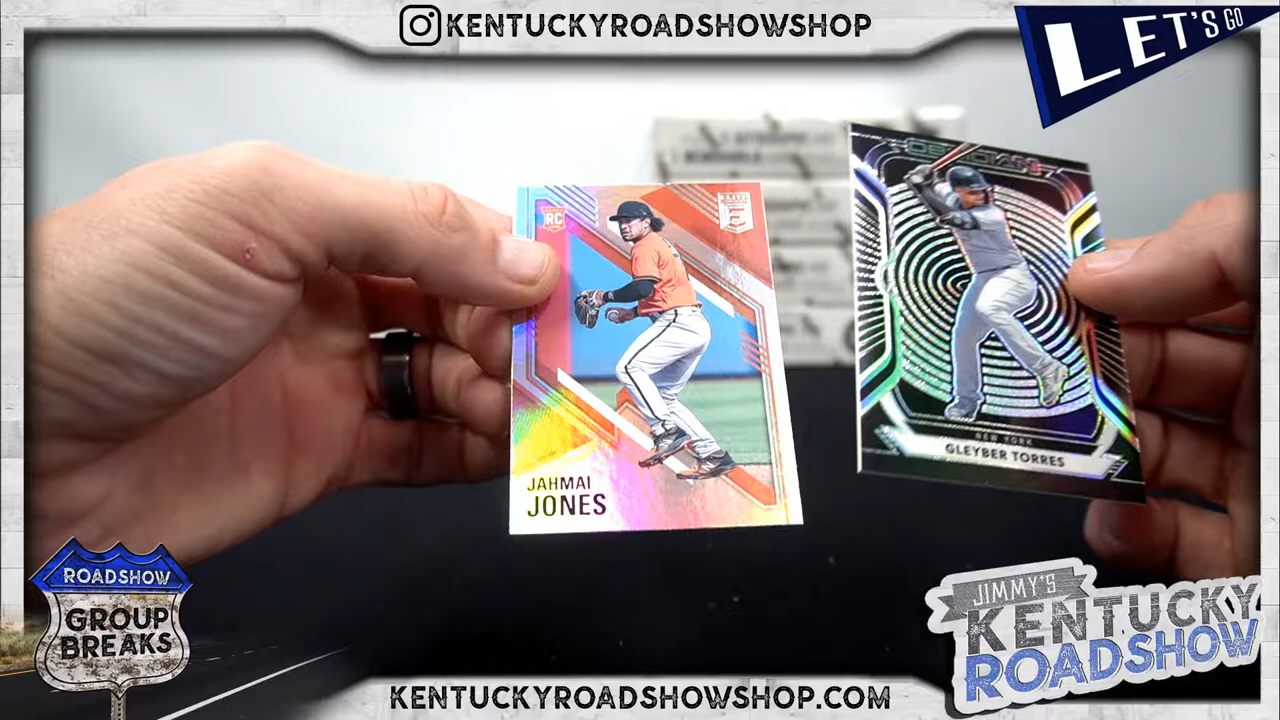 KENTUCKYROADSHOWSHOP
LET'S GO
OBSIDIAN
RC
ELITE
E
NEW YORK
GLEYBER TORRES
JAHMAI
JONES
ROADSHOW
GROUP
BREAKS
JIMMY'S
KENTUCKY
ROADSHOW
KENTUCKYROADSHOWSHOP.COM